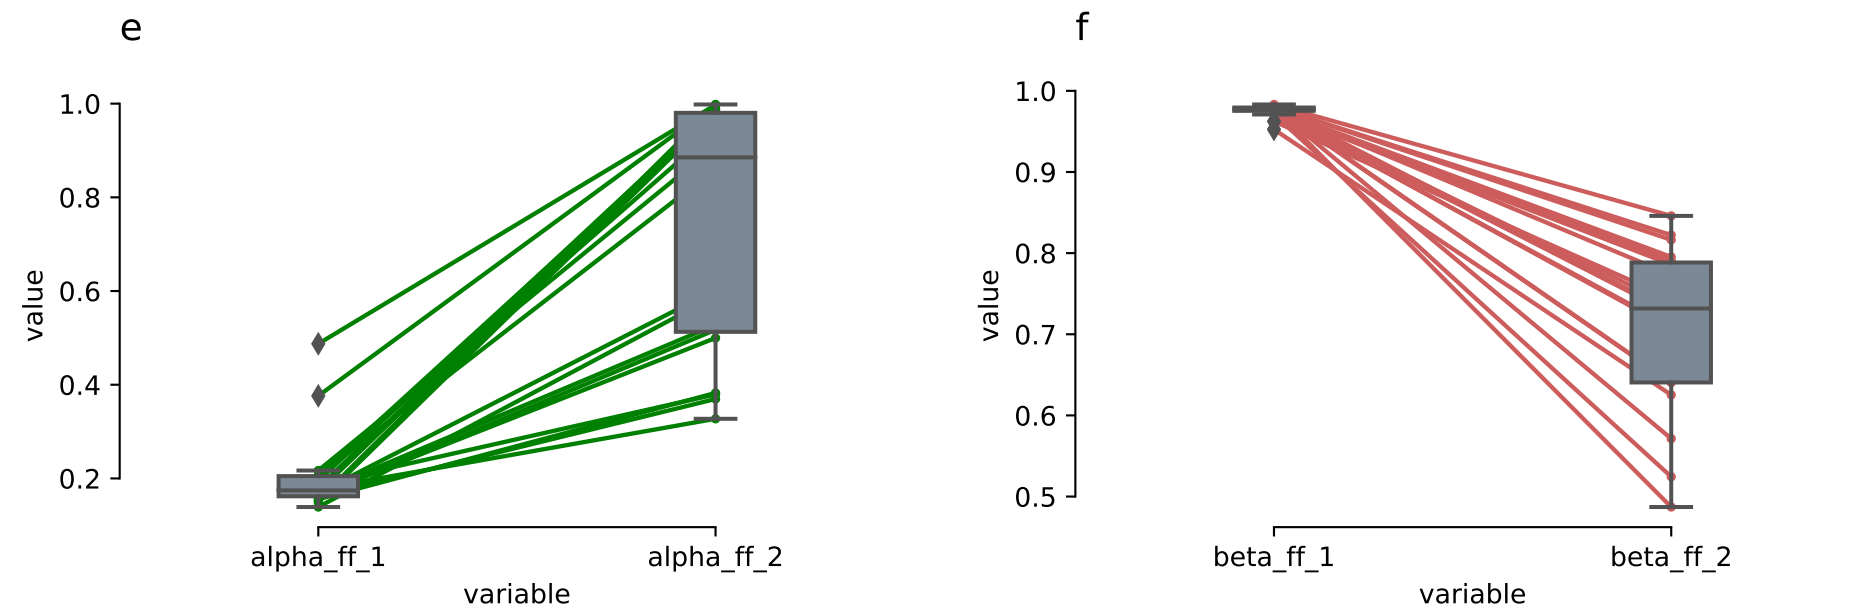 e
1.0
0.8
0.6
0.4
0.2
value
alpha_ff_1
alpha_ff_2
variable
f
1.0
0.9
0.8
0.7
0.6
0.5
value
beta_ff_1
beta_ff_2
variable